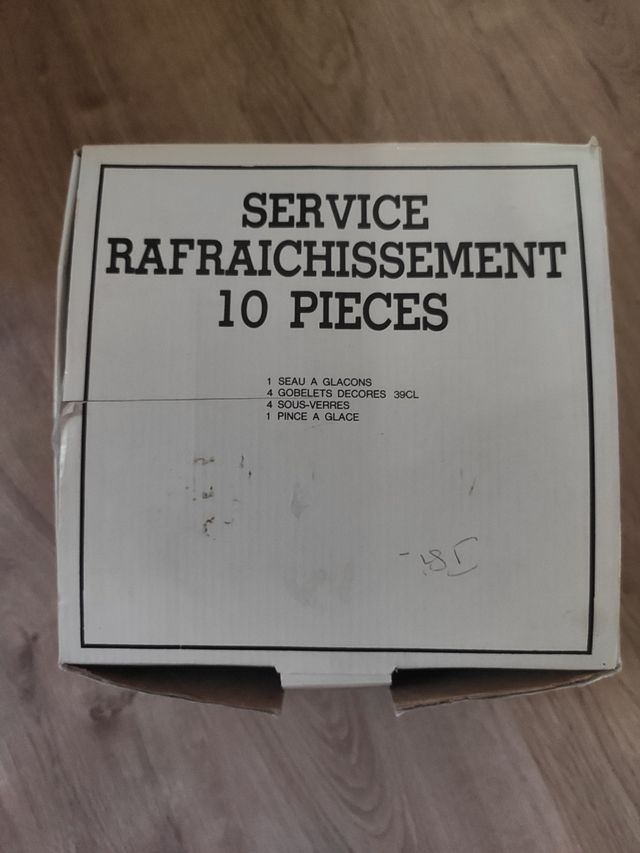 SERVICE
RAFRAICHISSEMENT
10 PIECES
1 SEAU A GLACONS
4 GOBELETS DECORES 39CL
4 SOUS-VERRES
1 PINCE A GLACE